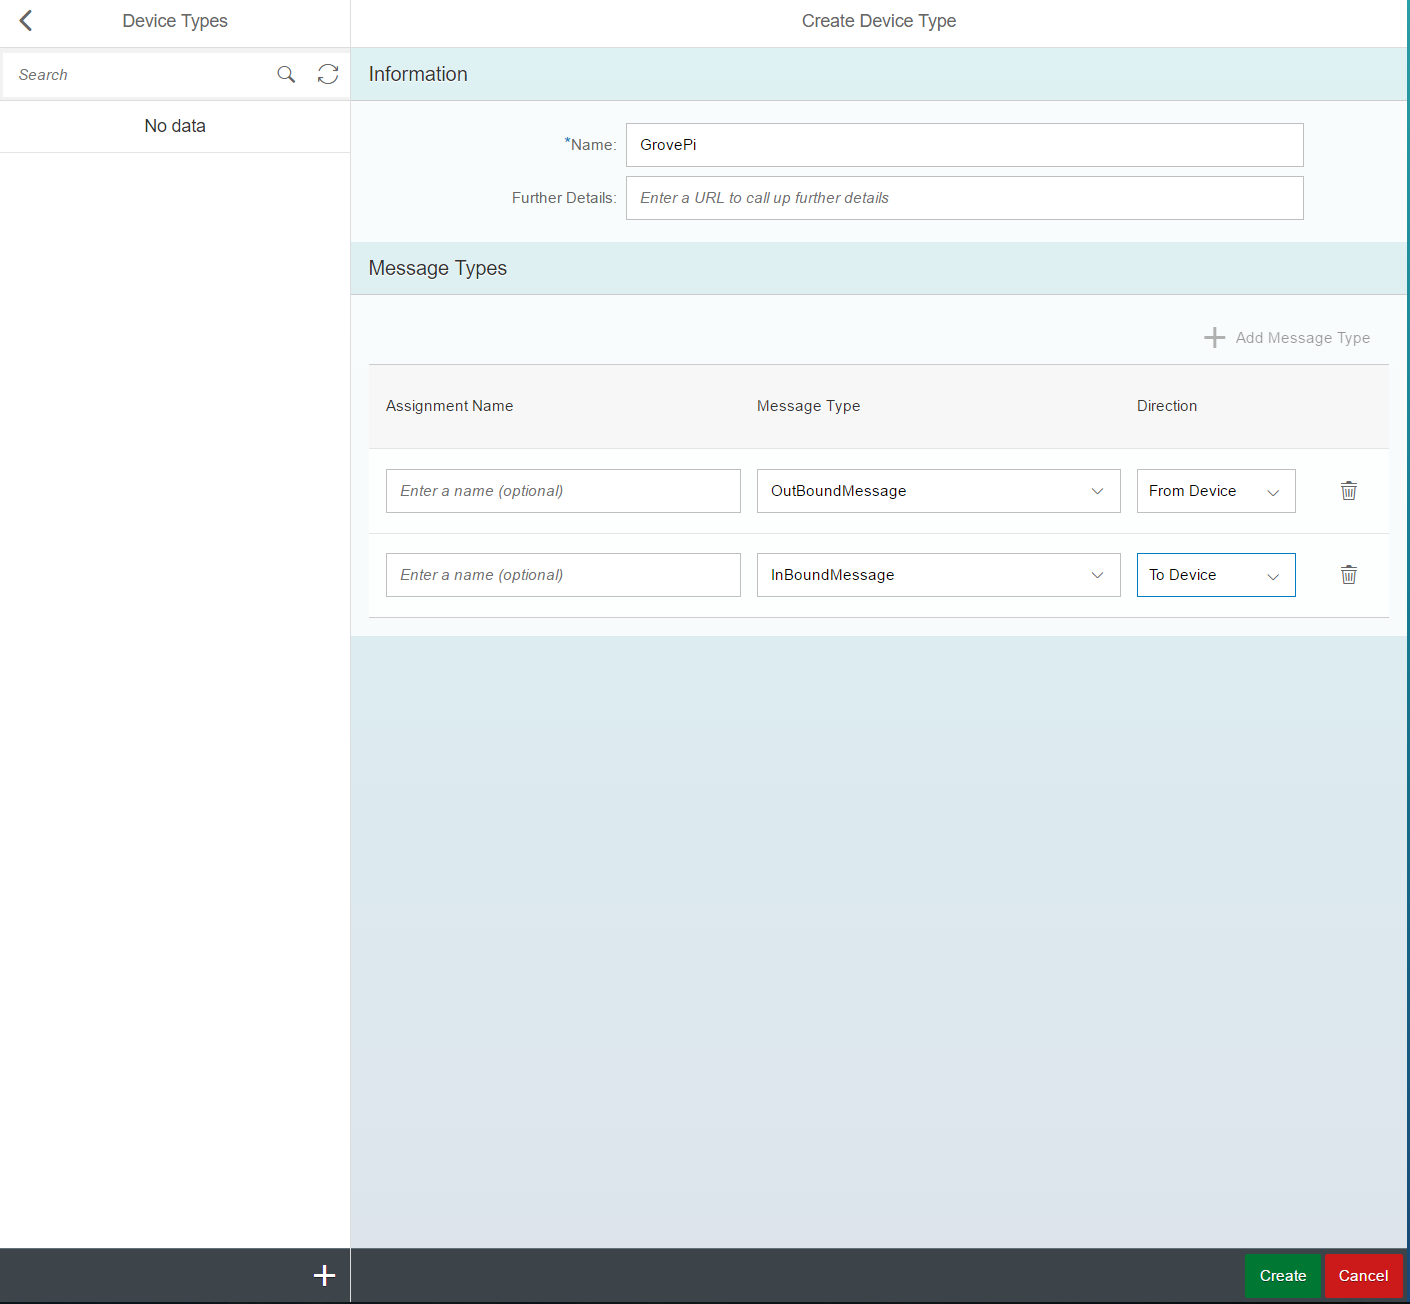 Device Types
Create Device Type
Search
No data
Information
*Name:
GrovePi
Further Details:
Enter a URL to call up further details
Message Types
Add Message Type
Assignment Name
Message Type
Direction
Enter a name (optional)
OutBoundMessage
From Device
Enter a name (optional)
InBoundMessage
To Device
Create
Cancel